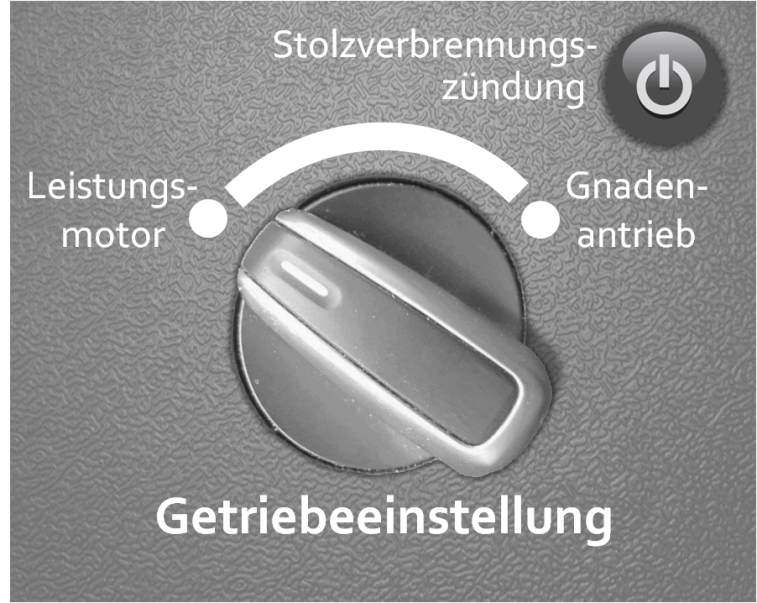 Stolzverbrennungs-
zündung
Leistungs-
motor
Gnaden-
antrieb
Getriebeeinstellung